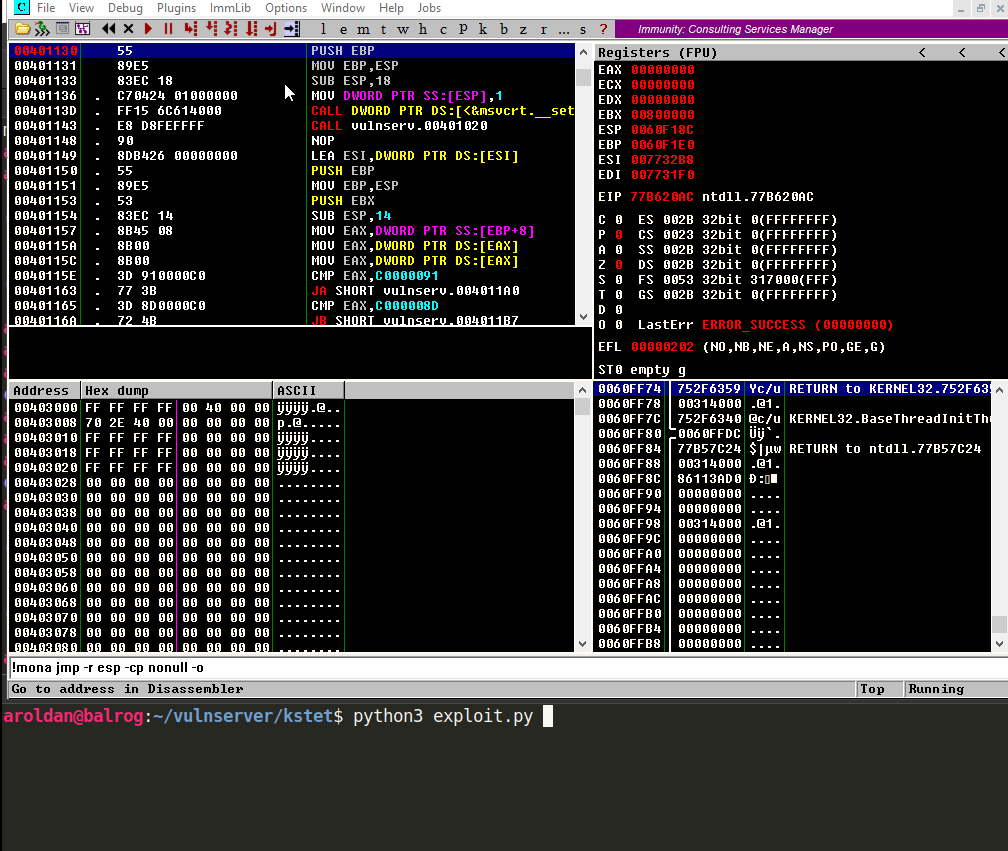 C File View Debug Plugins ImmLib Options Window Help Jobs
l e m t w h c P k b z r ... s ? Immunity: Consulting Services Manager
00401130 55 PUSH EBP
00401131 89E5 MOV EBP,ESP
00401133 83EC 18 SUB ESP,18
00401136 . C70424 01000000 MOV DWORD PTR SS:[ESP],1
0040113D . FF15 6C614000 CALL DWORD PTR DS:[<&msvcrt.__set
00401143 . E8 D8FEFFFF CALL vulnserv.00401020
00401148 . 90 NOP
00401149 . 8DB426 00000000 LEA ESI,DWORD PTR DS:[ESI]
00401150 . 55 PUSH EBP
00401151 . 89E5 MOV EBP,ESP
00401153 . 53 PUSH EBX
00401154 . 83EC 14 SUB ESP,14
00401157 . 8B45 08 MOV EAX,DWORD PTR SS:[EBP+8]
0040115A . 8B00 MOV EAX,DWORD PTR DS:[EAX]
0040115C . 8B00 MOV EAX,DWORD PTR DS:[EAX]
0040115E . 3D 910000C0 CMP EAX,C0000091
00401163 . 77 3B JA SHORT vulnserv.004011A0
00401165 . 3D 8D0000C0 CMP EAX,C000008D
0040116A . 72 4B JB SHORT vulnserv.004011B7
Registers (FPU) < < <
EAX 00000000
ECX 00000000
EDX 00000000
EBX 00800000
ESP 0060F18C
EBP 0060F1E0
ESI 007732B8
EDI 007731F0
EIP 77B620AC ntdll.77B620AC
C 0 ES 002B 32bit 0(FFFFFFFF)
P 0 CS 0023 32bit 0(FFFFFFFF)
A 0 SS 002B 32bit 0(FFFFFFFF)
Z 0 DS 002B 32bit 0(FFFFFFFF)
S 0 FS 0053 32bit 317000(FFF)
T 0 GS 002B 32bit 0(FFFFFFFF)
D 0
O 0 LastErr ERROR_SUCCESS (00000000)
EFL 00000202 (NO,NB,NE,A,NS,PO,GE,G)
ST0 empty g
Address Hex dump ASCII
00403000 FF FF FF FF 00 40 00 00 ÿÿÿÿ.@..
00403008 70 2E 40 00 00 00 00 00 p.@.....
00403010 FF FF FF FF 00 00 00 00 ÿÿÿÿ....
00403018 FF FF FF FF 00 00 00 00 ÿÿÿÿ....
00403020 FF FF FF FF 00 00 00 00 ÿÿÿÿ....
00403028 00 00 00 00 00 00 00 00 ........
00403030 00 00 00 00 00 00 00 00 ........
00403038 00 00 00 00 00 00 00 00 ........
00403040 00 00 00 00 00 00 00 00 ........
00403048 00 00 00 00 00 00 00 00 ........
00403050 00 00 00 00 00 00 00 00 ........
00403058 00 00 00 00 00 00 00 00 ........
00403060 00 00 00 00 00 00 00 00 ........
00403068 00 00 00 00 00 00 00 00 ........
00403070 00 00 00 00 00 00 00 00 ........
00403078 00 00 00 00 00 00 00 00 ........
00403080 00 00 00 00 00 00 00 00 ........
0060FF74 752F6359 Yc/u RETURN to KERNEL32.752F635
0060FF78 00314000 .@1.
0060FF7C 752F6340 @c/u KERNEL32.BaseThreadInitThu
0060FF80 0060FFDC Üÿ`.
0060FF84 77B57C24 $|µw RETURN to ntdll.77B57C24
0060FF88 00314000 .@1.
0060FF8C 86113AD0 Ð:
0060FF90 00000000 ....
0060FF94 00000000 ....
0060FF98 00314000 .@1.
0060FF9C 00000000 ....
0060FFA0 00000000 ....
0060FFA4 00000000 ....
0060FFA8 00000000 ....
0060FFAC 00000000 ....
0060FFB0 00000000 ....
0060FFB4 00000000 ....
0060FFB8 00000000 ....
!mona jmp -r esp -cp nonull -o
Go to address in Disassembler Top Running
aroldan@balrog:~/vulnserver/kstet$ python3 exploit.py